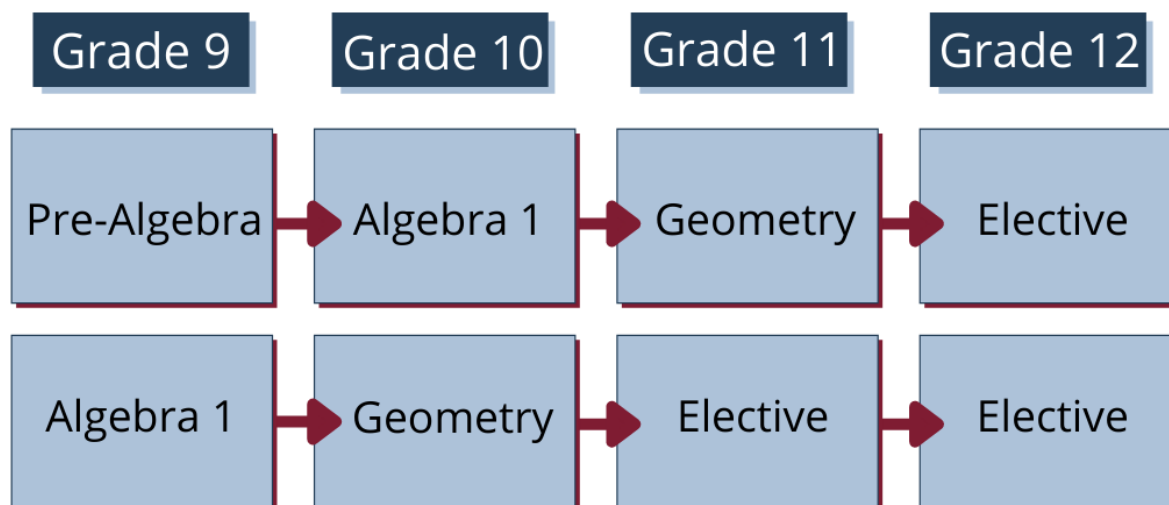 Grade 9
Grade 10
Grade 11
Grade 12
Pre-Algebra
Algebra 1
Geometry
Elective
Algebra 1
Geometry
Elective
Elective